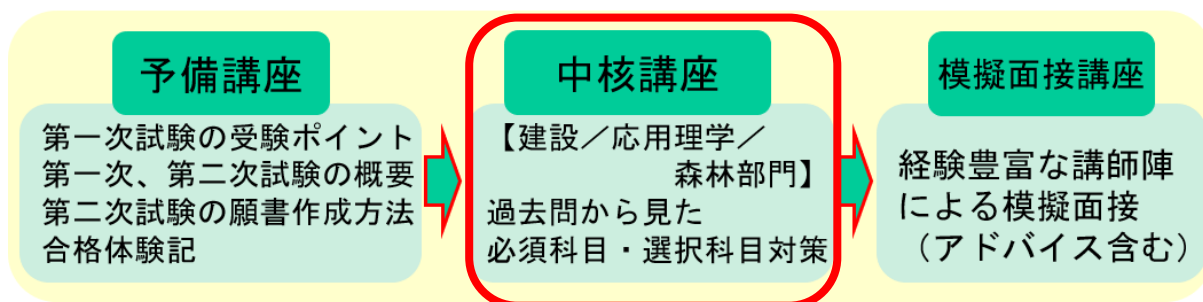 予備講座
第一次試験の受験ポイント
第一次、第二次試験の概要
第二次試験の願書作成方法
合格体験記
中核講座
【建設／応用理学／
森林部門】
過去問から見た
必須科目・選択科目対策
模擬面接講座
経験豊富な講師陣
による模擬面接
（アドバイス含む）